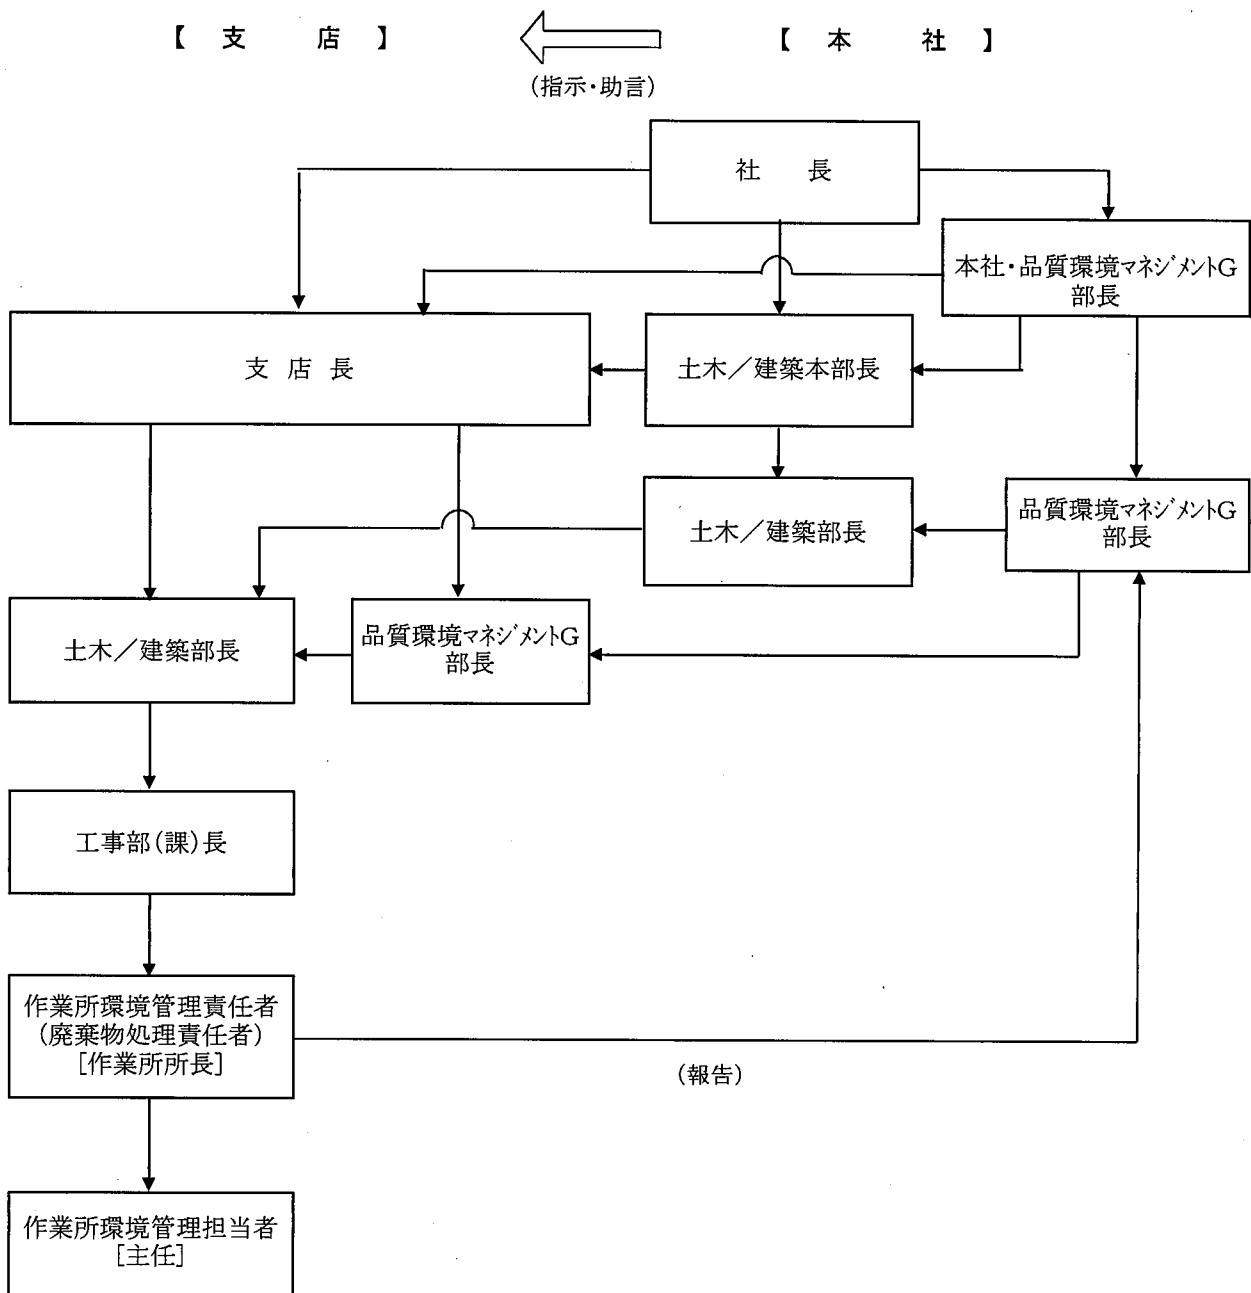 【 支 店 】
【 本 社 】
(指示・助言)
社 長
本社・品質環境マネジメントG
部長
支 店 長
土木／建築本部長
土木／建築部長
品質環境マネジメントG
部長
土木／建築部長
品質環境マネジメントG
部長
工事部(課)長
作業所環境管理責任者
(廃棄物処理責任者)
[作業所所長]
(報告)
作業所環境管理担当者
[主任]